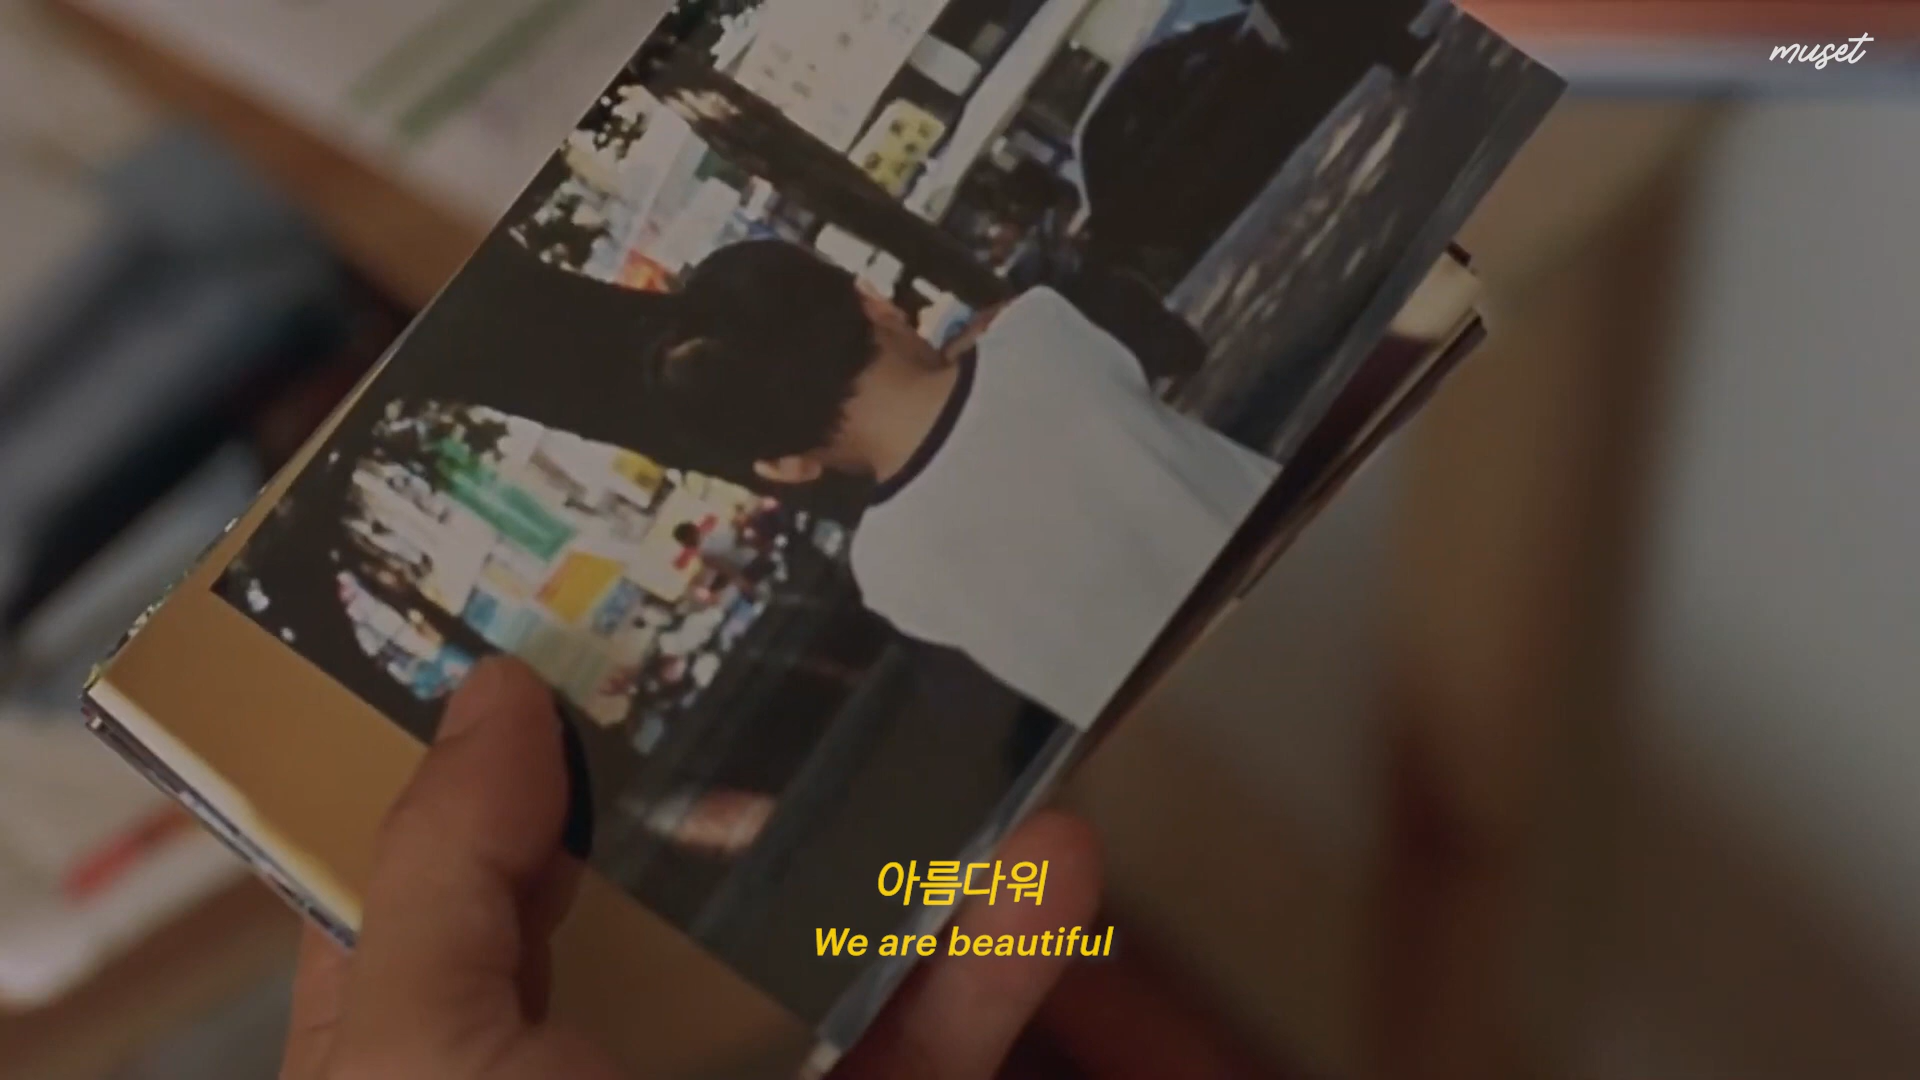 muset
아름다워
We are beautiful